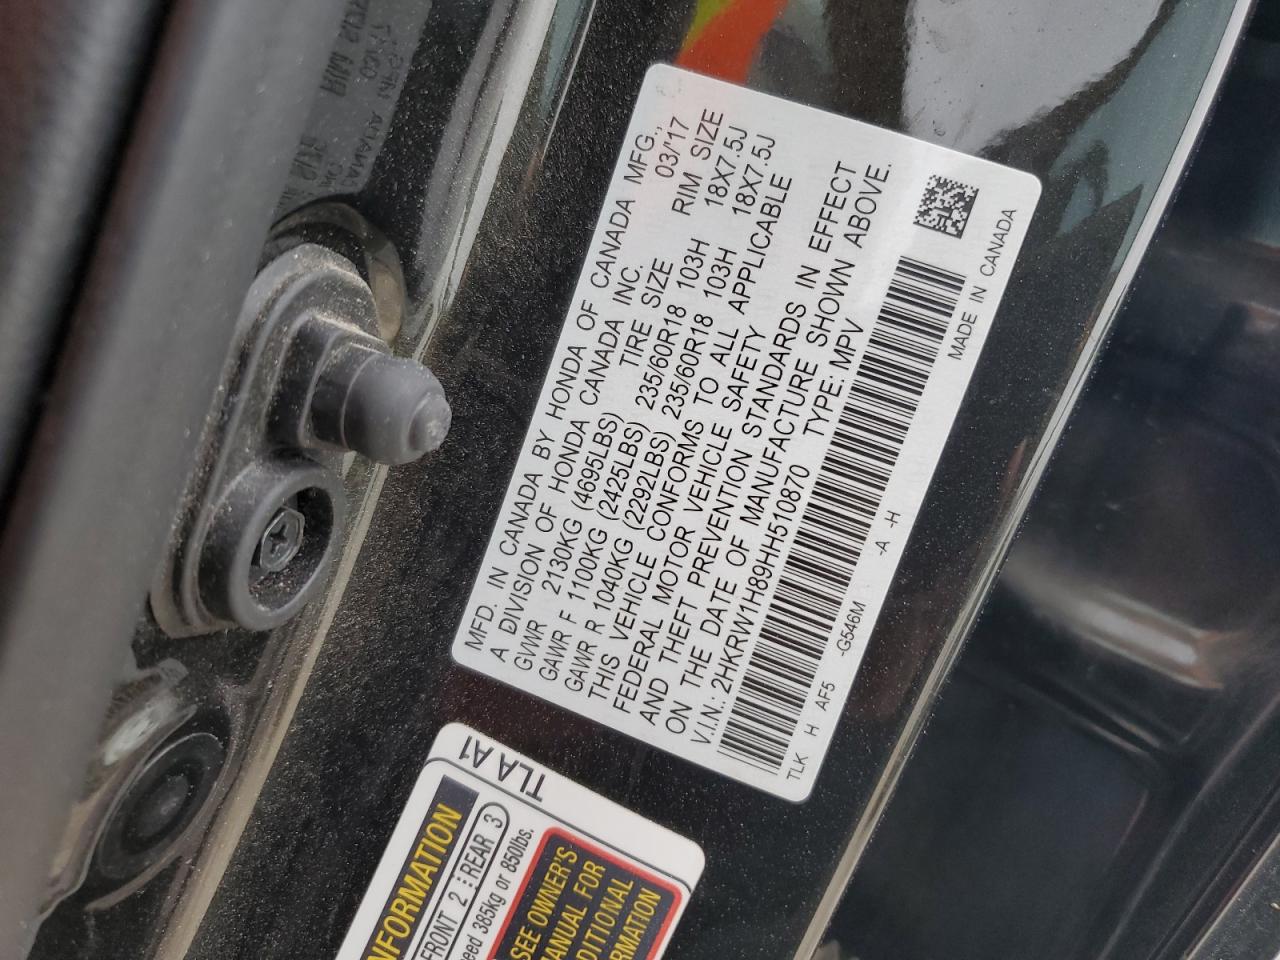 MFD. IN CANADA BY HONDA OF CANADA MFG.,
A DIVISION OF HONDA CANADA INC. 03/'17
GVWR 2130KG (4695LBS) TIRE SIZE RIM SIZE
GAWR F 1100KG (2425LBS) 235/60R18 103H 18X7.5J
GAWR R 1040KG (2292LBS) 235/60R18 103H 18X7.5J
THIS VEHICLE CONFORMS TO ALL APPLICABLE
FEDERAL MOTOR VEHICLE SAFETY
AND THEFT PREVENTION STANDARDS IN EFFECT
ON THE DATE OF MANUFACTURE SHOWN ABOVE.
V.I.N.: 2HKRW1H89HH510870 TYPE: MPV
TLK H AF5 -G546M -A -H MADE IN CANADA
TLA A1
INFORMATION
FRONT 2 REAR 3
385kg or 850lbs.
SEE OWNER'S
MANUAL FOR